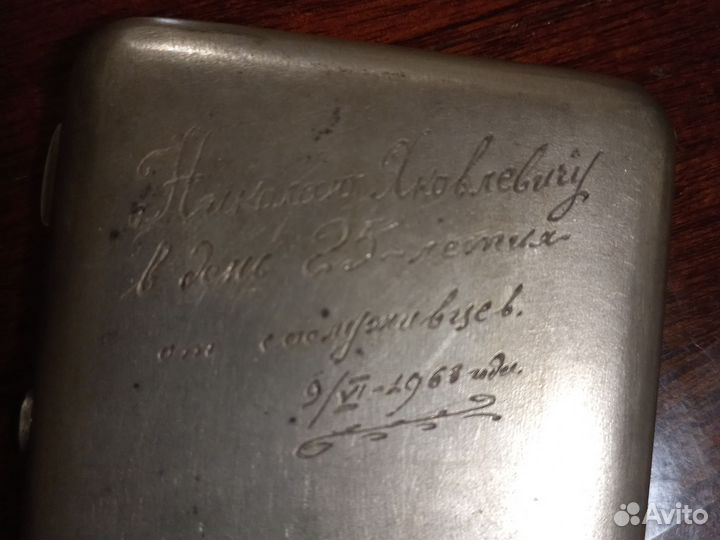 Николаю Яковлевичу
в день 25-летия
от сослуживцев.
9/VI-1968 года.
Avito